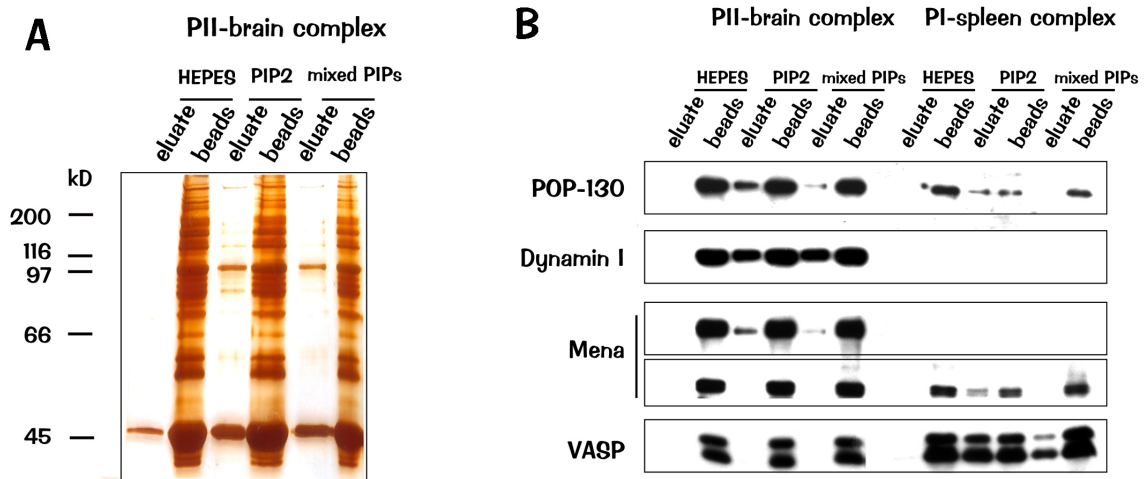 A
PII-brain complex
HEPES PIP2 mixed PIPs
eluate beads eluate beads eluate beads
kD
200
116
97
66
45
B
PII-brain complex PI-spleen complex
HEPES PIP2 mixed PIPs HEPES PIP2 mixed PIPs
eluate beads eluate beads eluate beads eluate beads eluate beads eluate beads
POP-130
Dynamin I
Mena
VASP